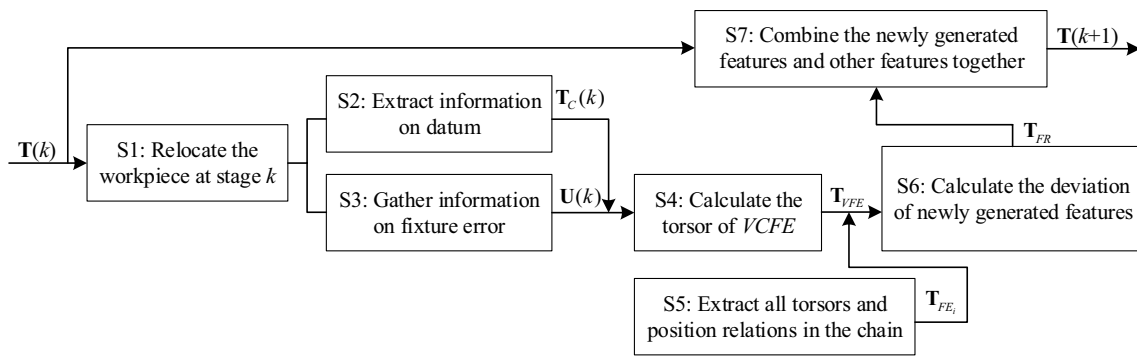 S7: Combine the newly generated
features and other features together
T(k+1)
S2: Extract information
on datum
T_C(k)
T(k)
S1: Relocate the
workpiece at stage k
T_FR
S3: Gather information
on fixture error
U(k)
S4: Calculate the
torsor of VCFE
T_VFE
S6: Calculate the deviation
of newly generated features
S5: Extract all torsors and
position relations in the chain
T_FE_i